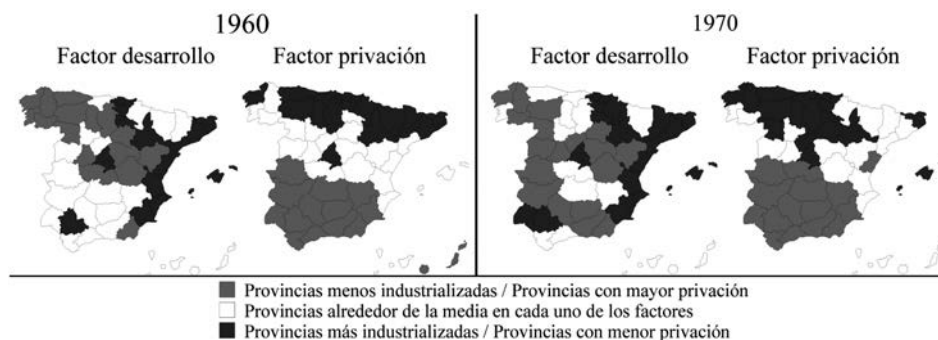 1960
Factor desarrollo
Factor privación
1970
Factor desarrollo
Factor privación
Provincias menos industrializadas / Provincias con mayor privación
Provincias alrededor de la media en cada uno de los factores
Provincias más industrializadas / Provincias con menor privación